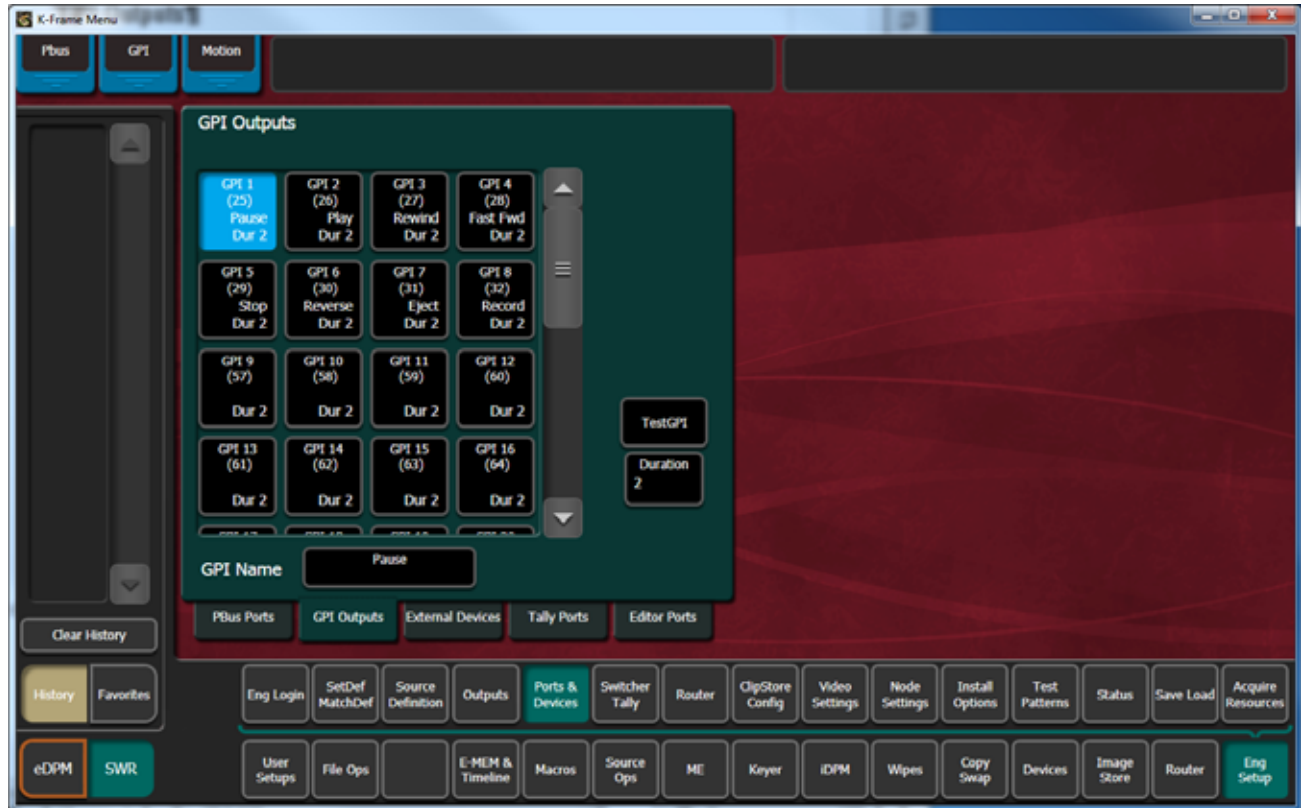 K-Frame Menu
Pbus
GPI
Motion
GPI Outputs
GPI 1
(25)
Pause
Dur 2
GPI 2
(26)
Play
Dur 2
GPI 3
(27)
Rewind
Dur 2
GPI 4
(28)
Fast Fwd
Dur 2
GPI 5
(29)
Stop
Dur 2
GPI 6
(30)
Reverse
Dur 2
GPI 7
(31)
Eject
Dur 2
GPI 8
(32)
Record
Dur 2
GPI 9
(57)
Dur 2
GPI 10
(58)
Dur 2
GPI 11
(59)
Dur 2
GPI 12
(60)
Dur 2
GPI 13
(61)
Dur 2
GPI 14
(62)
Dur 2
GPI 15
(63)
Dur 2
GPI 16
(64)
Dur 2
TestGPI
Duration
2
GPI Name
Pause
PBus Ports
GPI Outputs
External Devices
Tally Ports
Editor Ports
Clear History
History
Favorites
Eng Login
SetDef
MatchDef
Source
Definition
Outputs
Ports &
Devices
Switcher
Tally
Router
ClipStore
Config
Video
Settings
Node
Settings
Install
Options
Test
Patterns
Status
Save Load
Acquire
Resources
eDPM
SWR
User
Setups
File Ops
E-MEM &
Timeline
Macros
Source
Ops
ME
Keyer
iDPM
Wipes
Copy
Swap
Devices
Image
Store
Router
Eng
Setup